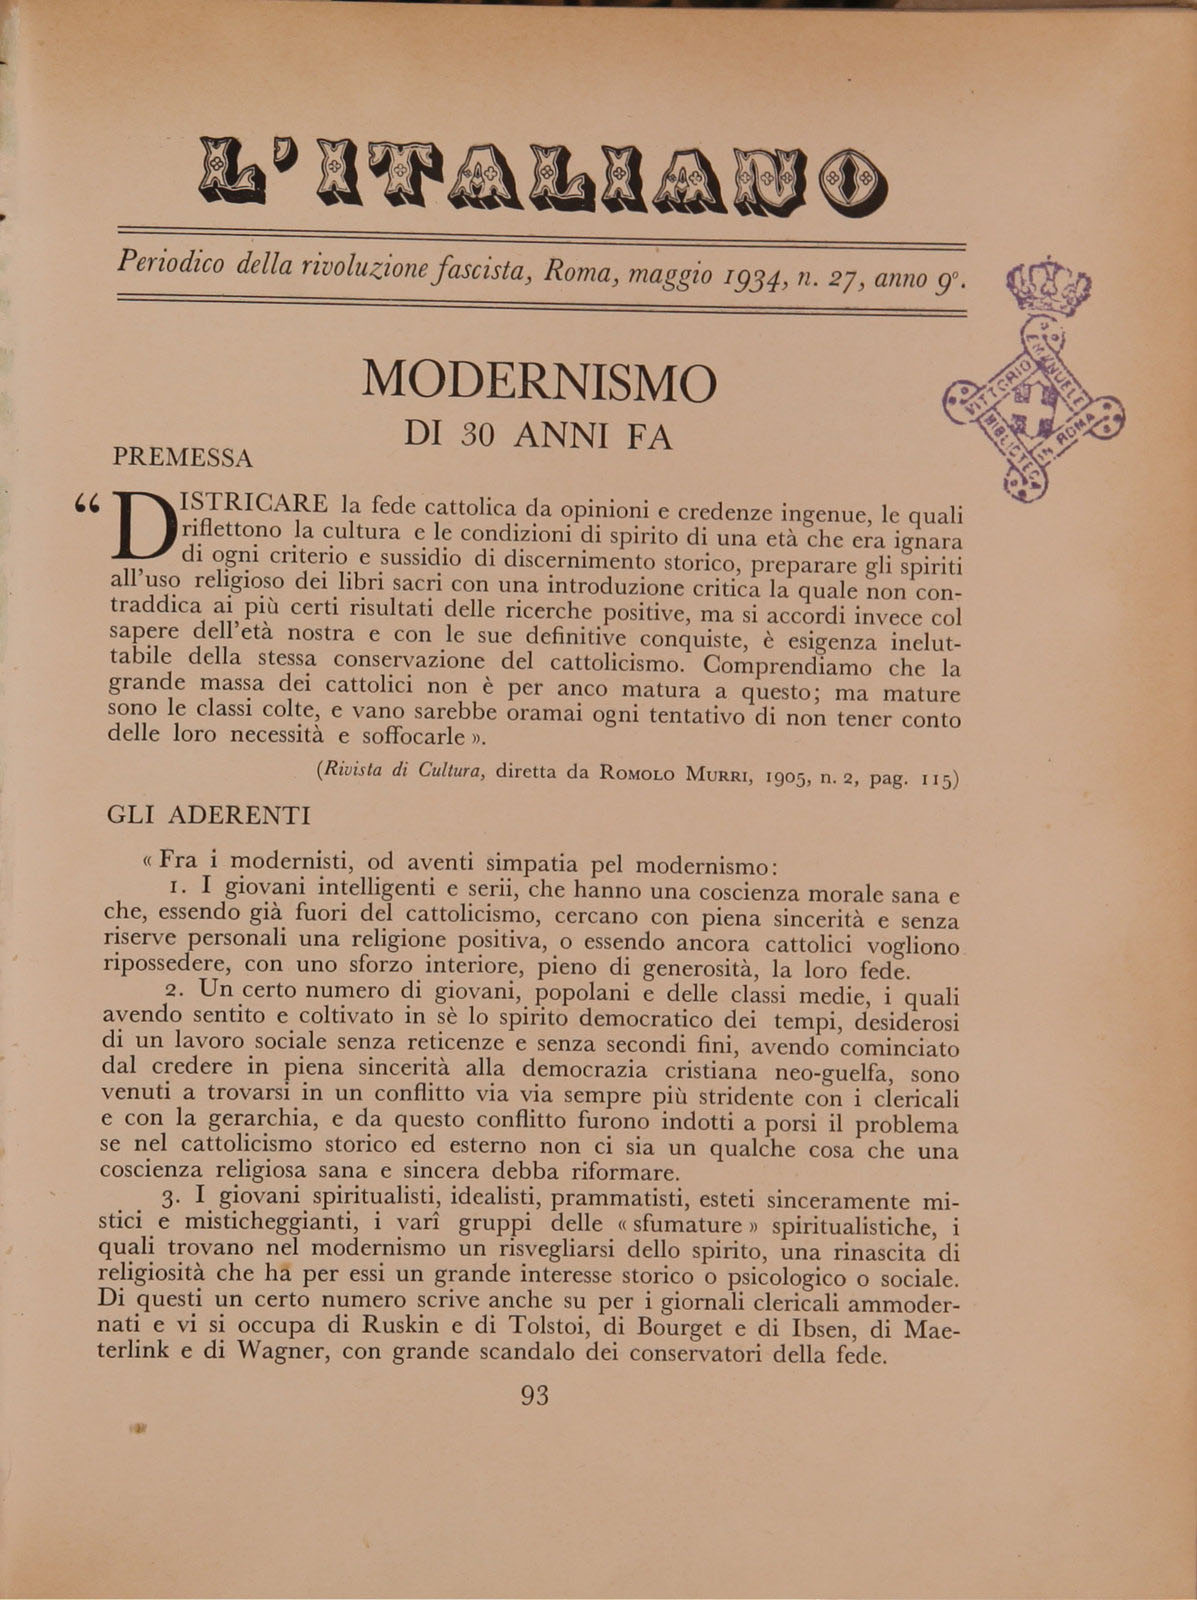 L'ITALIANO
Periodico della rivoluzione fascista, Roma, maggio 1934, n. 27, anno 9°.
VITTORIO EMANUELE
BIBLIOTECA
IN ROMA
MODERNISMO
DI 30 ANNI FA
PREMESSA
“DISTRICARE la fede cattolica da opinioni e credenze ingenue, le quali
riflettono la cultura e le condizioni di spirito di una età che era ignara
di ogni criterio e sussidio di discernimento storico, preparare gli spiriti
all'uso religioso dei libri sacri con una introduzione critica la quale non con-
traddica ai più certi risultati delle ricerche positive, ma si accordi invece col
sapere dell'età nostra e con le sue definitive conquiste, è esigenza inelut-
tabile della stessa conservazione del cattolicismo. Comprendiamo che la
grande massa dei cattolici non è per anco matura a questo; ma mature
sono le classi colte, e vano sarebbe oramai ogni tentativo di non tener conto
delle loro necessità e soffocarle ».
(Rivista di Cultura, diretta da ROMOLO MURRI, 1905, n. 2, pag. 115)
GLI ADERENTI
« Fra i modernisti, od aventi simpatia pel modernismo:
1. I giovani intelligenti e serii, che hanno una coscienza morale sana e
che, essendo già fuori del cattolicismo, cercano con piena sincerità e senza
riserve personali una religione positiva, o essendo ancora cattolici vogliono
ripossedere, con uno sforzo interiore, pieno di generosità, la loro fede.
2. Un certo numero di giovani, popolani e delle classi medie, i quali
avendo sentito e coltivato in sè lo spirito democratico dei tempi, desiderosi
di un lavoro sociale senza reticenze e senza secondi fini, avendo cominciato
dal credere in piena sincerità alla democrazia cristiana neo-guelfa, sono
venuti a trovarsi in un conflitto via via sempre più stridente con i clericali
e con la gerarchia, e da questo conflitto furono indotti a porsi il problema
se nel cattolicismo storico ed esterno non ci sia un qualche cosa che una
coscienza religiosa sana e sincera debba riformare.
3. I giovani spiritualisti, idealisti, prammatisti, esteti sinceramente mi-
stici e misticheggianti, i varî gruppi delle « sfumature » spiritualistiche, i
quali trovano nel modernismo un risvegliarsi dello spirito, una rinascita di
religiosità che ha per essi un grande interesse storico o psicologico o sociale.
Di questi un certo numero scrive anche su per i giornali clericali ammoder-
nati e vi si occupa di Ruskin e di Tolstoi, di Bourget e di Ibsen, di Mae-
terlink e di Wagner, con grande scandalo dei conservatori della fede.
93